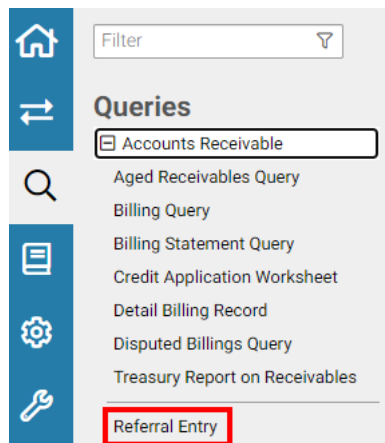 Filter
Queries
Accounts Receivable
Aged Receivables Query
Billing Query
Billing Statement Query
Credit Application Worksheet
Detail Billing Record
Disputed Billings Query
Treasury Report on Receivables
Referral Entry